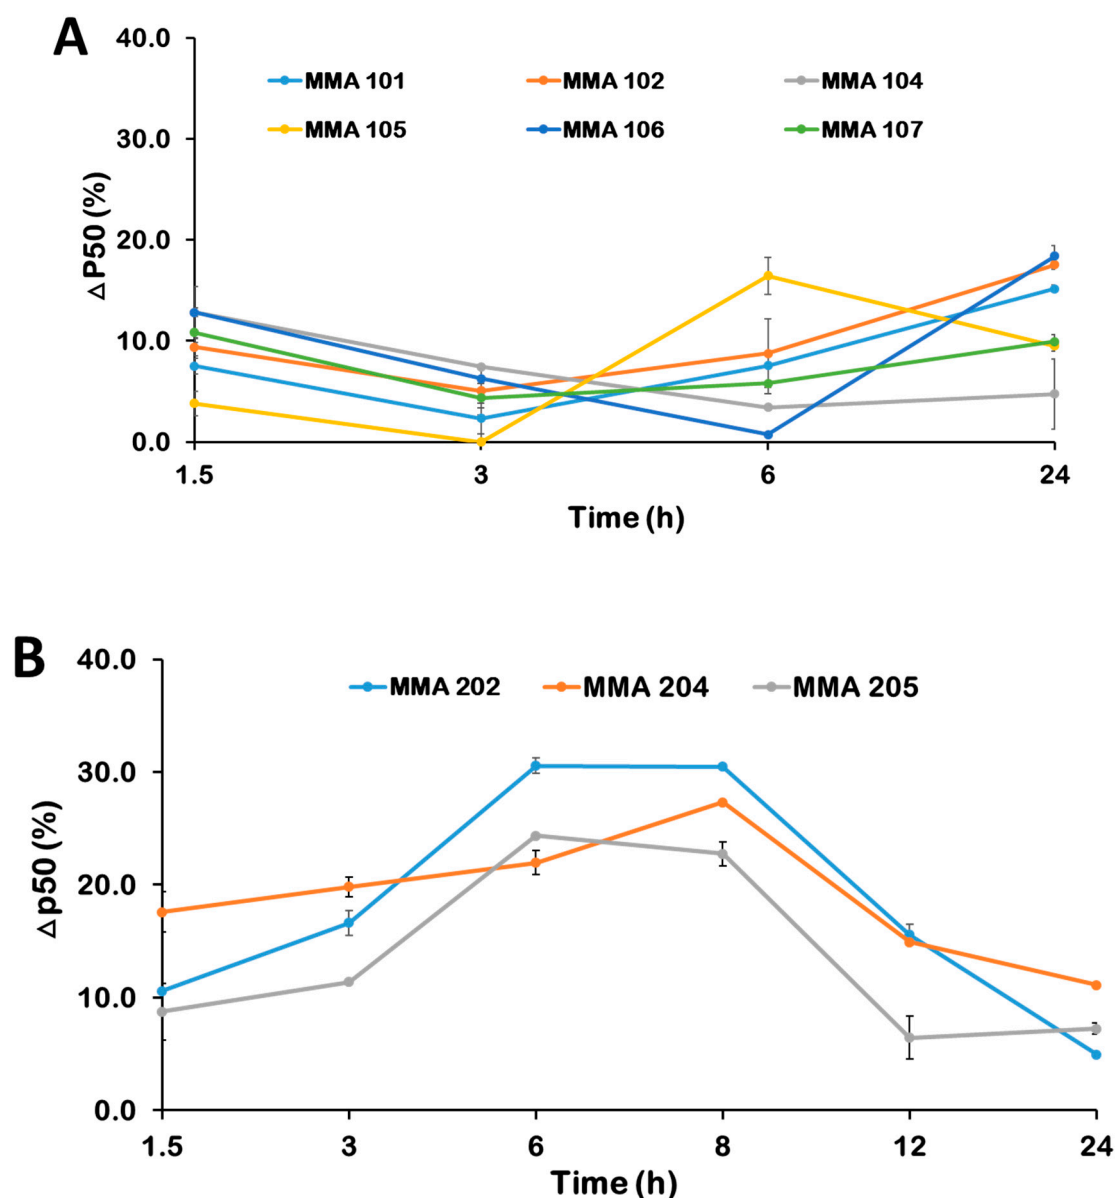 A
40.0
MMA 101 MMA 102 MMA 104
30.0
MMA 105 MMA 106 MMA 107
ΔP50 (%)
20.0
10.0
0.0
1.5 3 6 24
Time (h)
B
40.0
MMA 202 MMA 204 MMA 205
30.0
Δp50 (%)
20.0
10.0
0.0
1.5 3 6 8 12 24
Time (h)